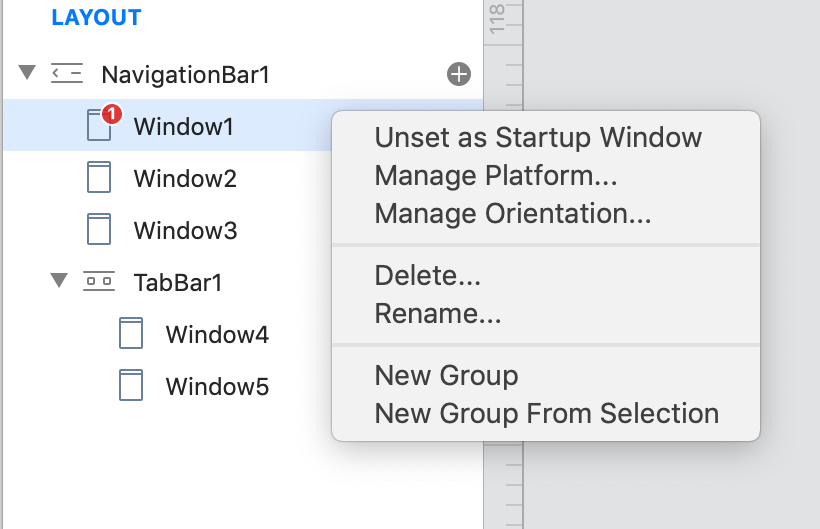 LAYOUT
118
NavigationBar1
1
Window1
Window2
Window3
TabBar1
Window4
Window5
Unset as Startup Window
Manage Platform...
Manage Orientation...
Delete...
Rename...
New Group
New Group From Selection